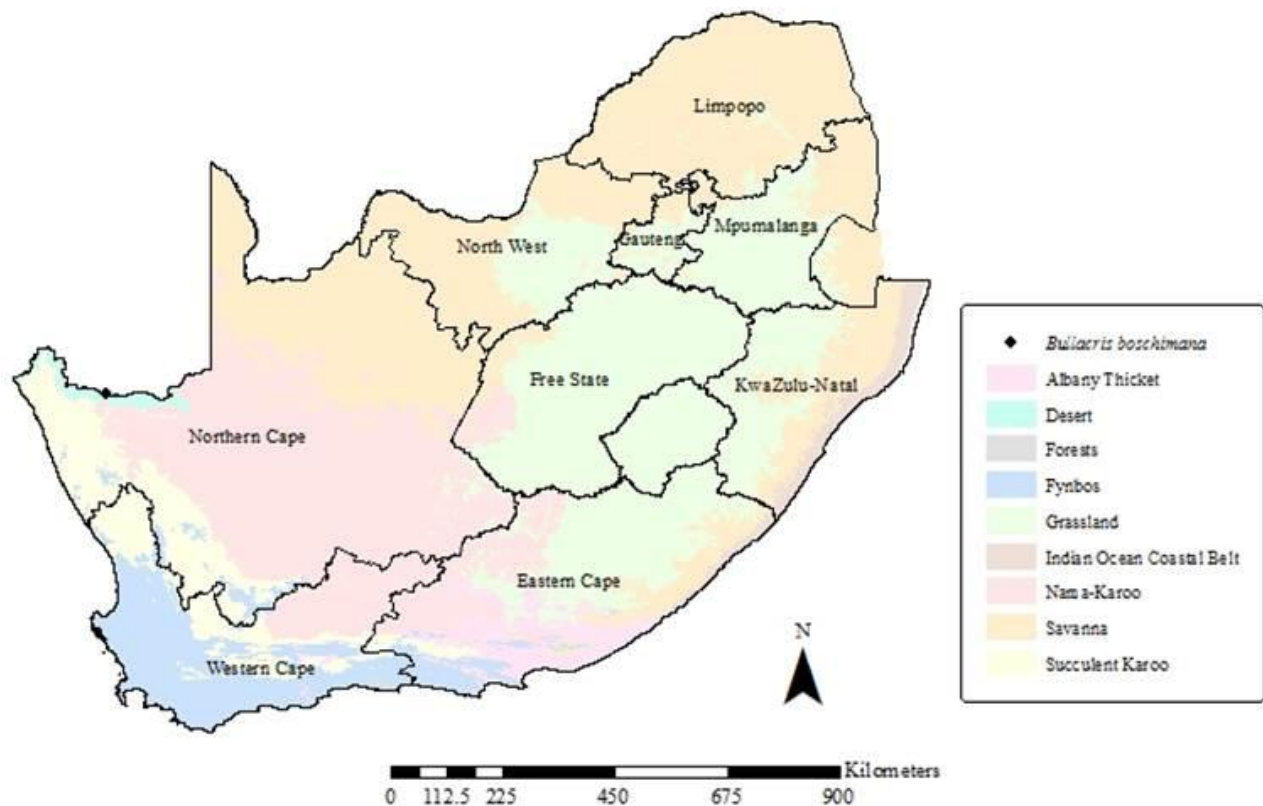 Limpopo
North West
Gauteng
Mpumalanga
Free State
KwaZulu-Natal
Northern Cape
Eastern Cape
Western Cape
N
Bullacris boschimana
Albany Thicket
Desert
Forests
Fynbos
Grassland
Indian Ocean Coastal Belt
Nama-Karoo
Savanna
Succulent Karoo
Kilometers
0 112.5 225 450 675 900